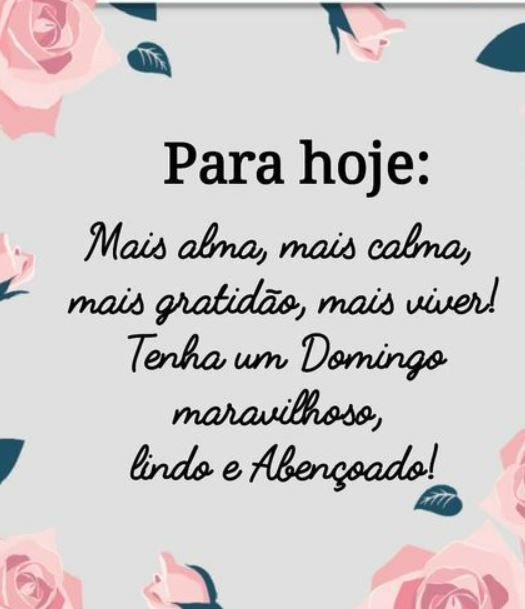 Para hoje:
Mais alma, mais calma,
mais gratidão, mais viver!
Tenha um Domingo
maravilhoso,
lindo e Abençoado!